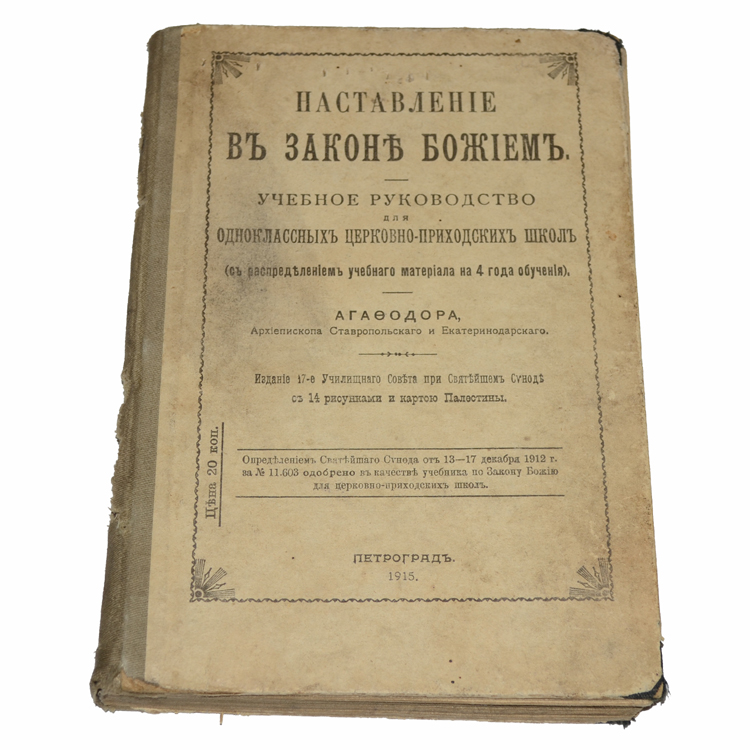 НАСТАВЛЕНІЕ
ВЪ ЗАКОНѢ БОЖІЕМЪ.
УЧЕБНОЕ РУКОВОДСТВО
для
ОДНОКЛАССНЫХЪ ЦЕРКОВНО-ПРИХОДСКИХЪ ШКОЛЪ
(съ распредѣленіемъ учебнаго матеріала на 4 года обученія).
АГАѲОДОРА,
Архіепископа Ставропольскаго и Екатеринодарскаго.
Изданіе 17-е Училищнаго Совѣта при Святѣйшемъ Сѵнодѣ
съ 14 рисунками и картою Палестины.
Цѣна 20 коп.
Опредѣленіемъ Святѣйшаго Сѵнода отъ 13—17 декабря 1912 г.
за № 11.603 одобрено въ качествѣ учебника по Закону Божію
для церковно-приходскихъ школъ.
ПЕТРОГРАДЪ.
1915.